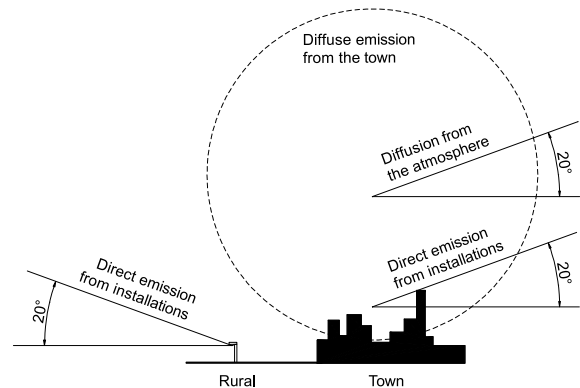 Diffuse emission
from the town
Diffusion from
the atmosphere
20°
Direct emission
from installations
20°
Direct emission
from installations
20°
Rural
Town